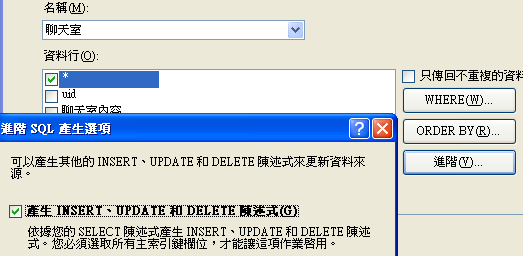 名稱(M):
聊天室
資料行(O):
*
uid
聊天室內容
只傳回不重複的資料
WHERE(W)...
ORDER BY(R)...
進階(V)...
進階 SQL 產生選項
可以產生其他的 INSERT、UPDATE 和 DELETE 陳述式來更新資料來
源。
產生 INSERT、UPDATE 和 DELETE 陳述式(G)
依據您的 SELECT 陳述式產生 INSERT、UPDATE 和 DELETE 陳述
式。您必須選取所有主索引鍵欄位，才能讓這項作業啓用。